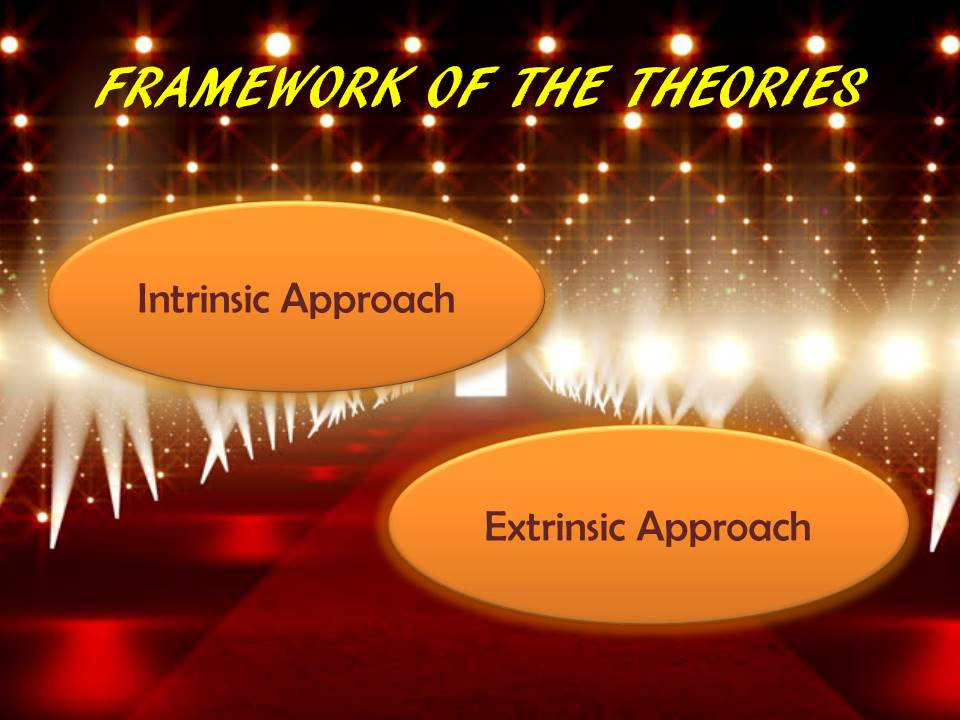 FRAMEWORK OF THE THEORIES
Intrinsic Approach
Extrinsic Approach